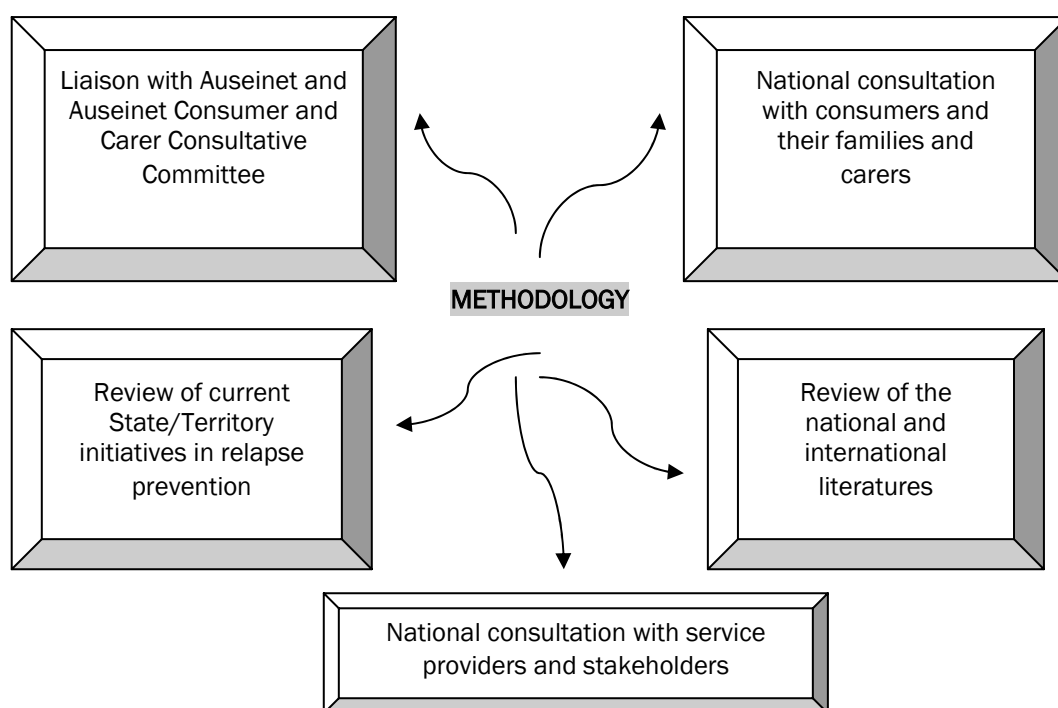 Liaison with Auseinet and
Auseinet Consumer and
Carer Consultative
Committee
National consultation
with consumers and
their families and
carers
METHODOLOGY
Review of current
State/Territory
initiatives in relapse
prevention
Review of the
national and
international
literatures
National consultation with service
providers and stakeholders